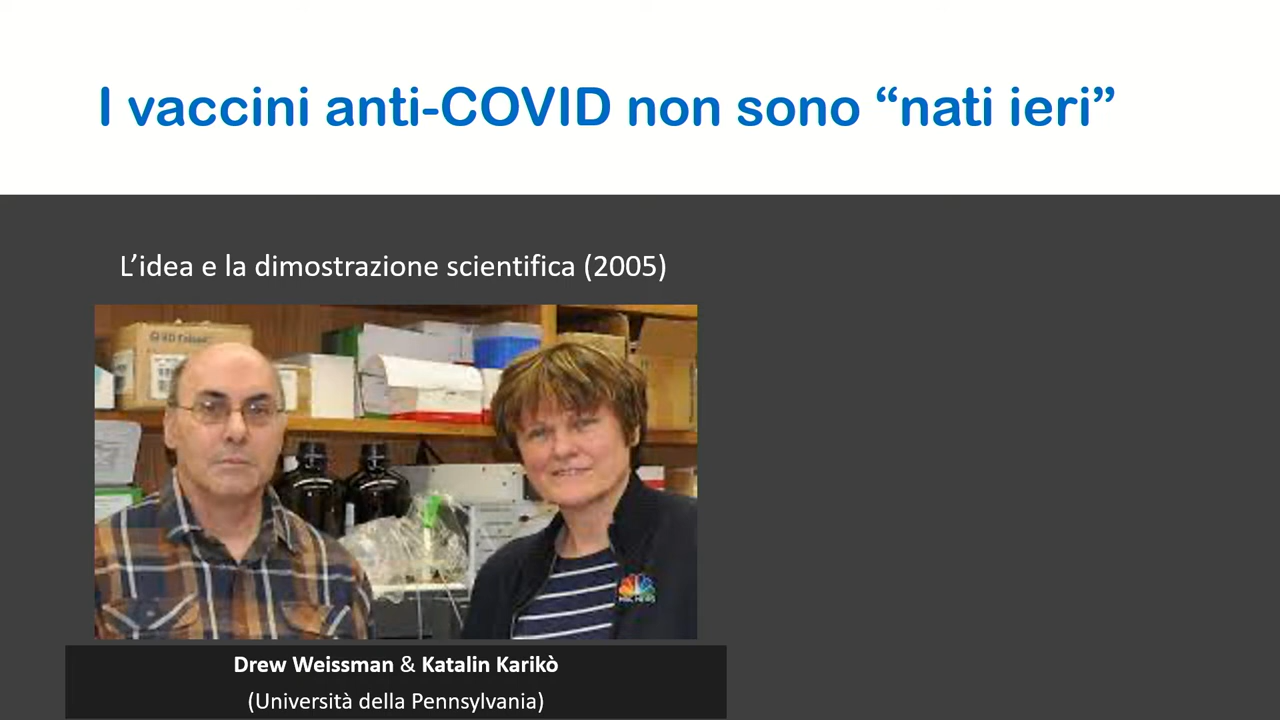 I vaccini anti-COVID non sono “nati ieri”
L’idea e la dimostrazione scientifica (2005)
Drew Weissman & Katalin Karikò
(Università della Pennsylvania)